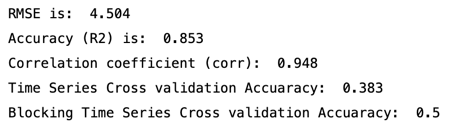 RMSE is:  4.504
Accuracy (R2) is:  0.853
Correlation coefficient (corr):  0.948
Time Series Cross validation Accuaracy:  0.383
Blocking Time Series Cross validation Accuaracy:  0.5